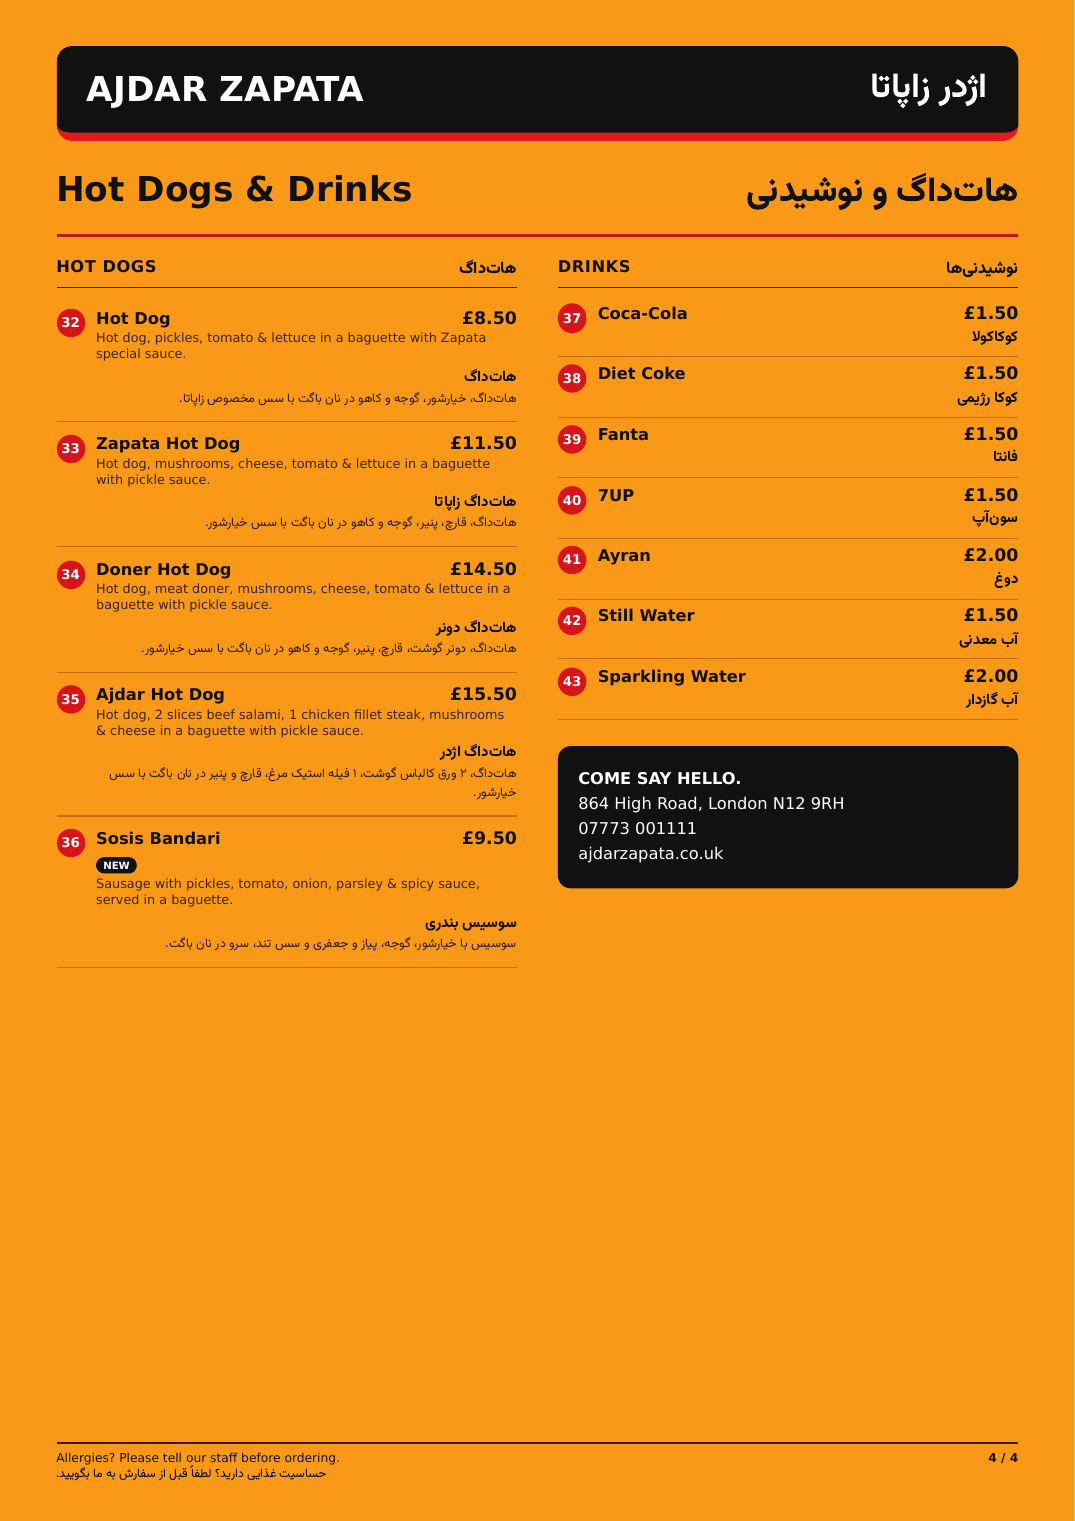 AJDAR ZAPATA
اژدر زاپاتا
Hot Dogs & Drinks
هات‌داگ و نوشیدنی
HOT DOGS
هات‌داگ
32 Hot Dog £8.50
Hot dog, pickles, tomato & lettuce in a baguette with Zapata
special sauce.
هات‌داگ
هات‌داگ، خیارشور، گوجه و کاهو در نان باگت با سس مخصوص زاپاتا.
33 Zapata Hot Dog £11.50
Hot dog, mushrooms, cheese, tomato & lettuce in a baguette
with pickle sauce.
هات‌داگ زاپاتا
هات‌داگ، قارچ، پنیر، گوجه و کاهو در نان باگت با سس خیارشور.
34 Doner Hot Dog £14.50
Hot dog, meat doner, mushrooms, cheese, tomato & lettuce in a
baguette with pickle sauce.
هات‌داگ دونر
هات‌داگ، دونر گوشت، قارچ، پنیر، گوجه و کاهو در نان باگت با سس خیارشور.
35 Ajdar Hot Dog £15.50
Hot dog, 2 slices beef salami, 1 chicken fillet steak, mushrooms
& cheese in a baguette with pickle sauce.
هات‌داگ اژدر
هات‌داگ، ۲ ورق کالباس گوشت، ۱ فیله استیک مرغ، قارچ و پنیر در نان باگت با سس
خیارشور.
36 Sosis Bandari £9.50
NEW
Sausage with pickles, tomato, onion, parsley & spicy sauce,
served in a baguette.
سوسیس بندری
سوسیس با خیارشور، گوجه، پیاز و جعفری و سس تند، سرو در نان باگت.
DRINKS
نوشیدنی‌ها
37 Coca-Cola £1.50
کوکاکولا
38 Diet Coke £1.50
کوکا رژیمی
39 Fanta £1.50
فانتا
40 7UP £1.50
سون‌آپ
41 Ayran £2.00
دوغ
42 Still Water £1.50
آب معدنی
43 Sparkling Water £2.00
آب گازدار
COME SAY HELLO.
864 High Road, London N12 9RH
07773 001111
ajdarzapata.co.uk
Allergies? Please tell our staff before ordering.
حساسیت غذایی دارید؟ لطفاً قبل از سفارش به ما بگویید.
4 / 4